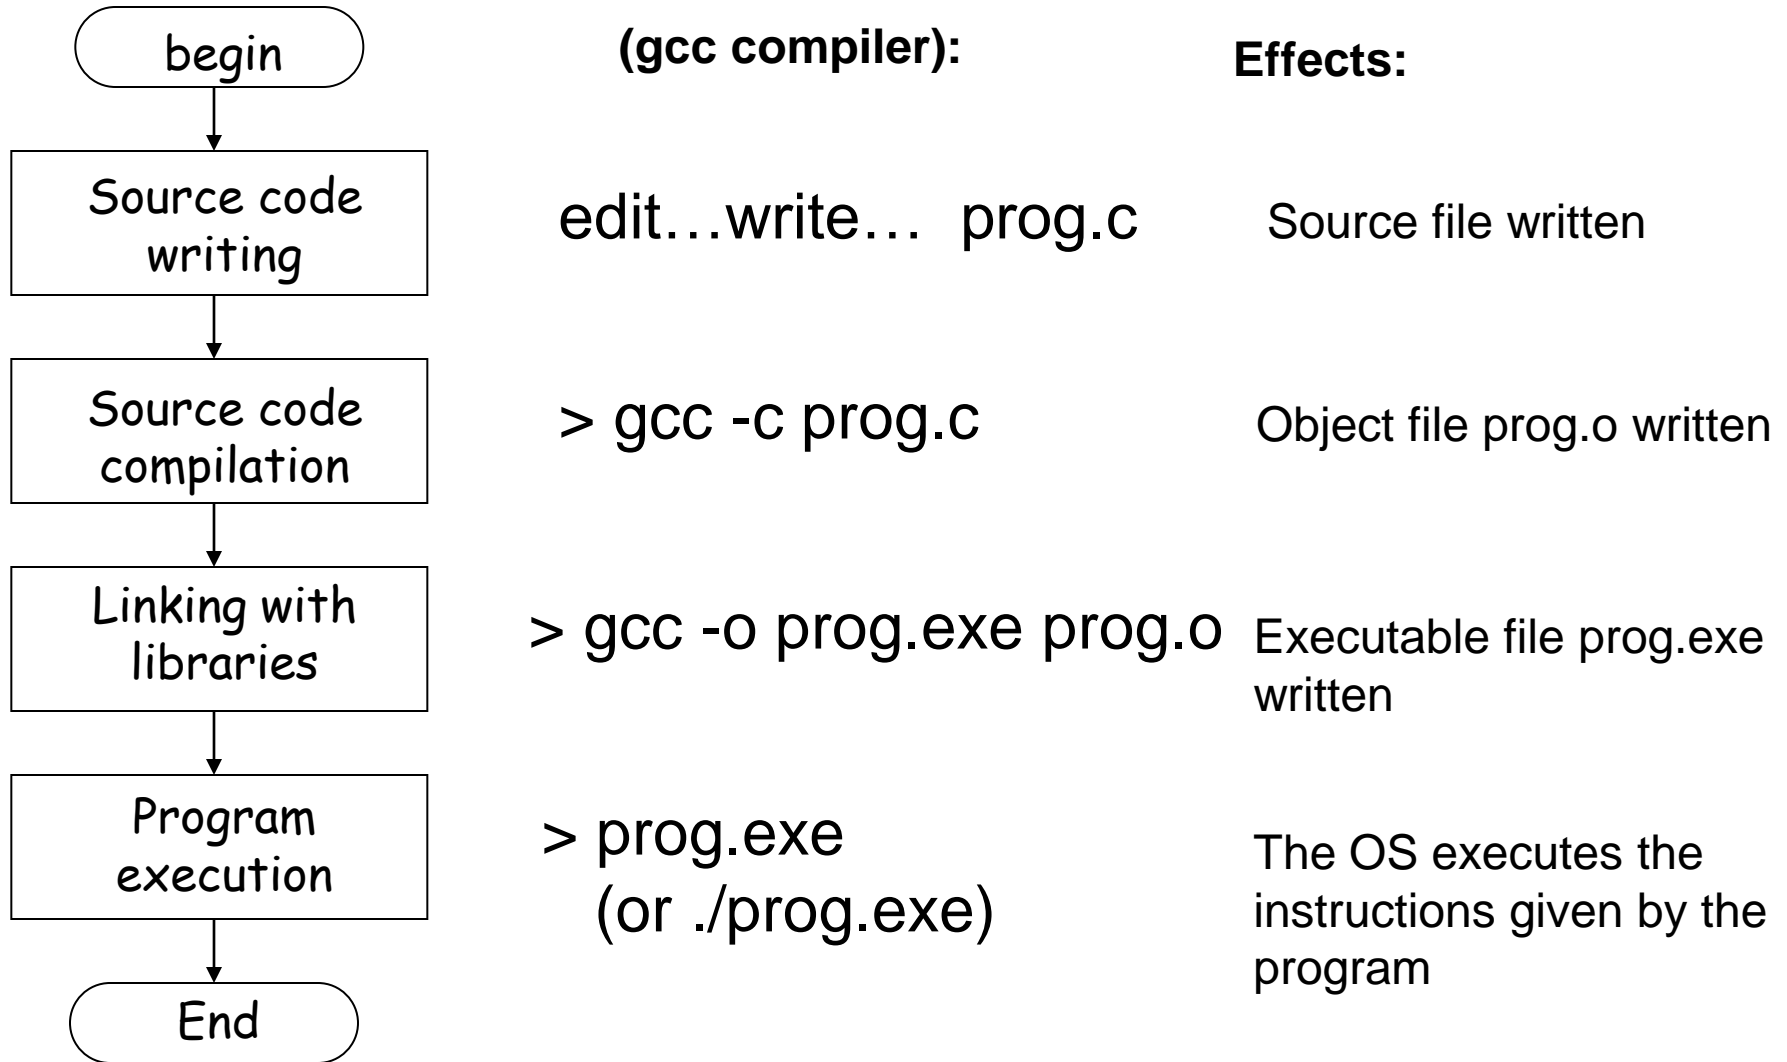 begin
(gcc compiler):
Effects:
Source code
writing
edit…write… prog.c
Source file written
Source code
compilation
> gcc -c prog.c
Object file prog.o written
Linking with
libraries
> gcc -o prog.exe prog.o
Executable file prog.exe
written
Program
execution
> prog.exe
(or ./prog.exe)
The OS executes the
instructions given by the
program
End